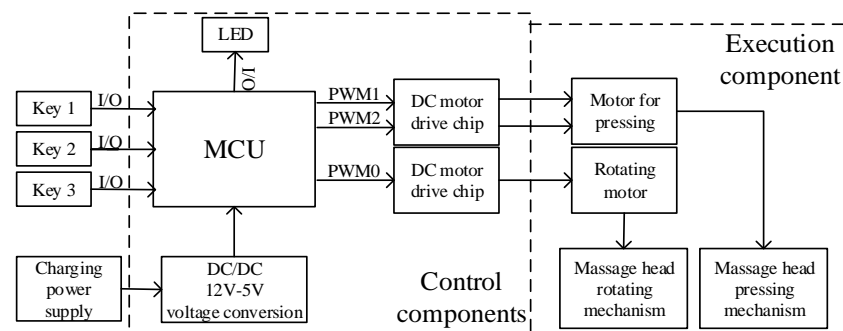 LED
I/O
Key 1
I/O
Key 2
I/O
Key 3
I/O
MCU
PWM1
PWM2
PWM0
DC motor
drive chip
DC motor
drive chip
Motor for
pressing
Rotating
motor
Execution
component
Charging
power
supply
DC/DC
12V-5V
voltage conversion
Control
components
Massage head
rotating
mechanism
Massage head
pressing
mechanism